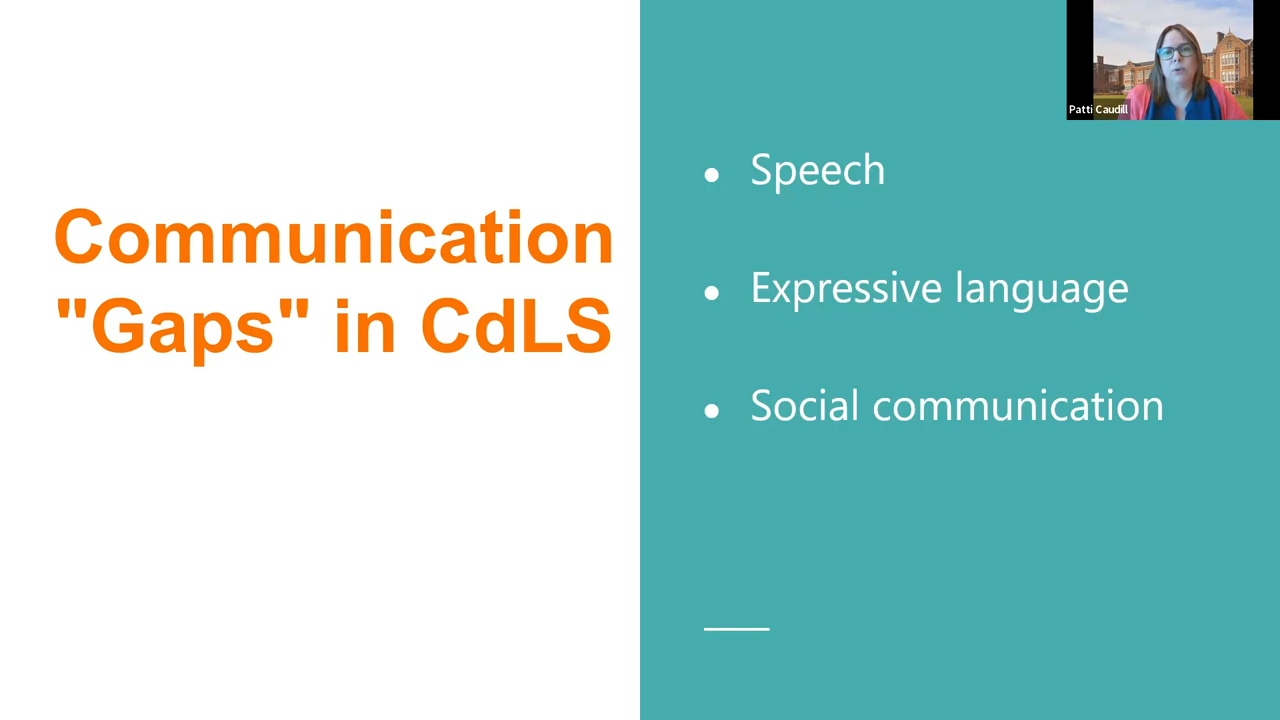 Communication
"Gaps" in CdLS
Patti Caudill
● Speech
● Expressive language
● Social communication